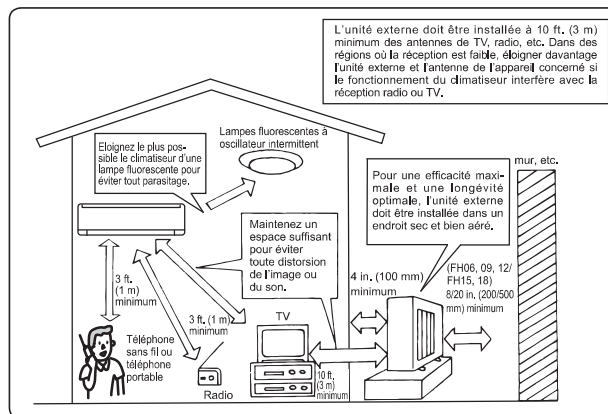 L'unité externe doit être installée à 10 ft. (3 m)
minimum des antennes de TV, radio, etc. Dans des
régions où la réception est faible, éloigner davantage
l'unité externe et l'antenne de l'appareil concerné si
le fonctionnement du climatiseur interfère avec la
réception radio ou TV.
Lampes fluorescentes à
oscillateur intermittent
Eloignez le plus pos-
sible le climatiseur d'une
lampe fluorescente pour
éviter tout parasitage.
mur, etc.
Pour une efficacité maxi-
male et une longévité
optimale, l'unité externe
doit être installée dans un
endroit sec et bien aéré.
Maintenez un
espace suffisant
pour éviter
toute distorsion
de l'image ou
du son.
3 ft.
(1 m)
minimum
3 ft. (1 m)
minimum
4 in. (100 mm)
minimum
(FH06, 09, 12/
FH15, 18)
8/20 in. (200/500
mm) minimum
TV
Téléphone
sans fil ou
téléphone
portable
Radio
10 ft.
(3 m)
minimum